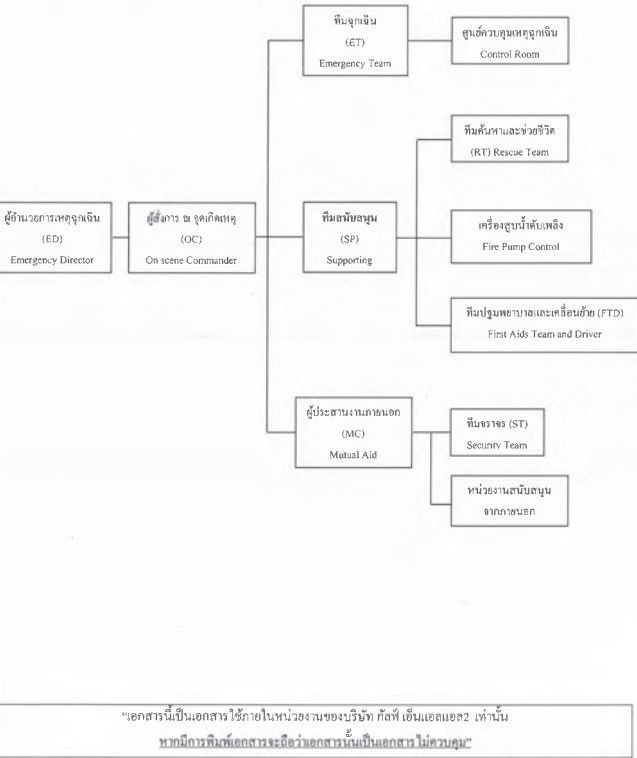 ทีมฉุกเฉิน
(ET)
Emergency Team
ศูนย์ควบคุมเหตุฉุกเฉิน
Control Room
ทีมค้นหาและช่วยชีวิต
(RT) Rescue Team
ผู้อำนวยการเหตุฉุกเฉิน
(ED)
Emergency Director
ผู้สั่งการ ณ จุดเกิดเหตุ
(OC)
On scene Commander
ทีมสนับสนุน
(SP)
Supporting
เครื่องสูบน้ำดับเพลิง
Fire Pump Control
ทีมปฐมพยาบาลและเคลื่อนย้าย (FTD)
First Aids Team and Driver
ผู้ประสานงานภายนอก
(MC)
Mutual Aid
ทีมจราจร (ST)
Security Team
หน่วยงานสนับสนุน
จากภายนอก
“เอกสารนี้เป็นเอกสารใช้ภายในหน่วยงานของบริษัท กัลฟ์ เอ็นแอลแอล2 เท่านั้น
หากมีการพิมพ์เอกสารจะถือว่าเอกสารนั้นเป็นเอกสารไม่ควบคุม”